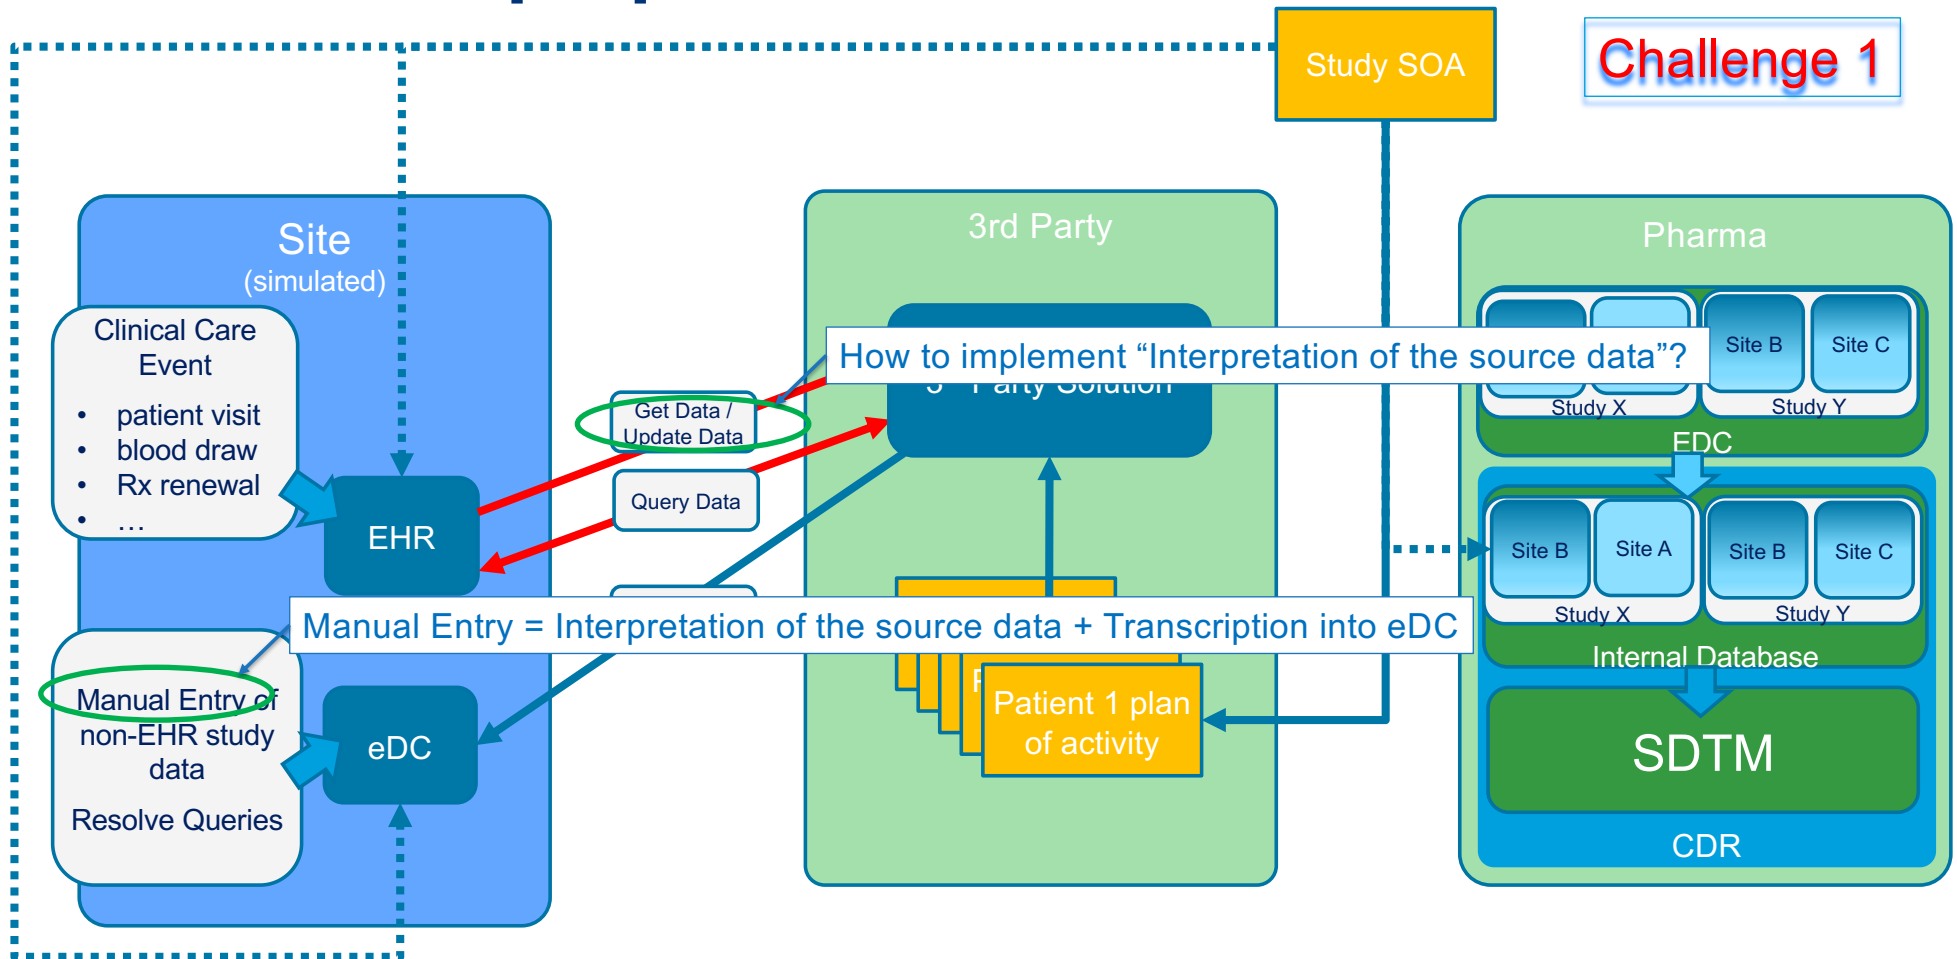 Study SOA
Challenge 1
Site
(simulated)
Clinical Care
Event
• patient visit
• blood draw
• Rx renewal
• …
EHR
Manual Entry of
non-EHR study
data
Resolve Queries
eDC
Get Data /
Update Data
Query Data
3rd Party
How to implement “Interpretation of the source data”?
Party Solution
Manual Entry = Interpretation of the source data + Transcription into eDC
Patient 1 plan
of activity
Pharma
Site B
Site C
Study X
Study Y
EDC
Site B
Site A
Site B
Site C
Study X
Study Y
Internal Database
SDTM
CDR